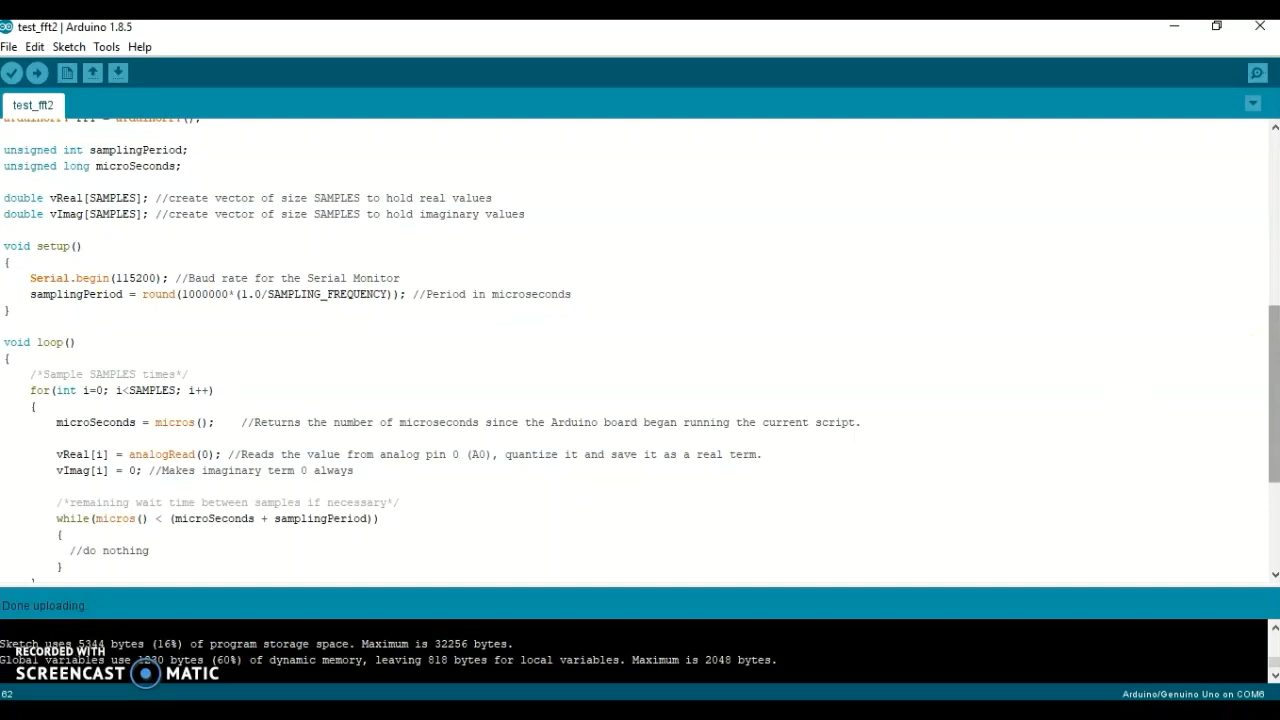 test_fft2 | Arduino 1.8.5
File Edit Sketch Tools Help
test_fft2
unsigned int samplingPeriod;
unsigned long microSeconds;
double vReal[SAMPLES]; //create vector of size SAMPLES to hold real values
double vImag[SAMPLES]; //create vector of size SAMPLES to hold imaginary values
void setup()
{
Serial.begin(115200); //Baud rate for the Serial Monitor
samplingPeriod = round(1000000*(1.0/SAMPLING_FREQUENCY)); //Period in microseconds
}
void loop()
{
/*Sample SAMPLES times*/
for(int i=0; i<SAMPLES; i++)
{
microSeconds = micros(); //Returns the number of microseconds since the Arduino board began running the current script.
vReal[i] = analogRead(0); //Reads the value from analog pin 0 (A0), quantize it and save it as a real term.
vImag[i] = 0; //Makes imaginary term 0 always
/*remaining wait time between samples if necessary*/
while(micros() < (microSeconds + samplingPeriod))
{
//do nothing
}
Done uploading.
Sketch uses 5344 bytes (16%) of program storage space. Maximum is 32256 bytes.
RECORDED WITH
Global variables use 1230 bytes (60%) of dynamic memory, leaving 818 bytes for local variables. Maximum is 2048 bytes.
SCREENCAST MATIC
62
Arduino/Genuino Uno on COM6